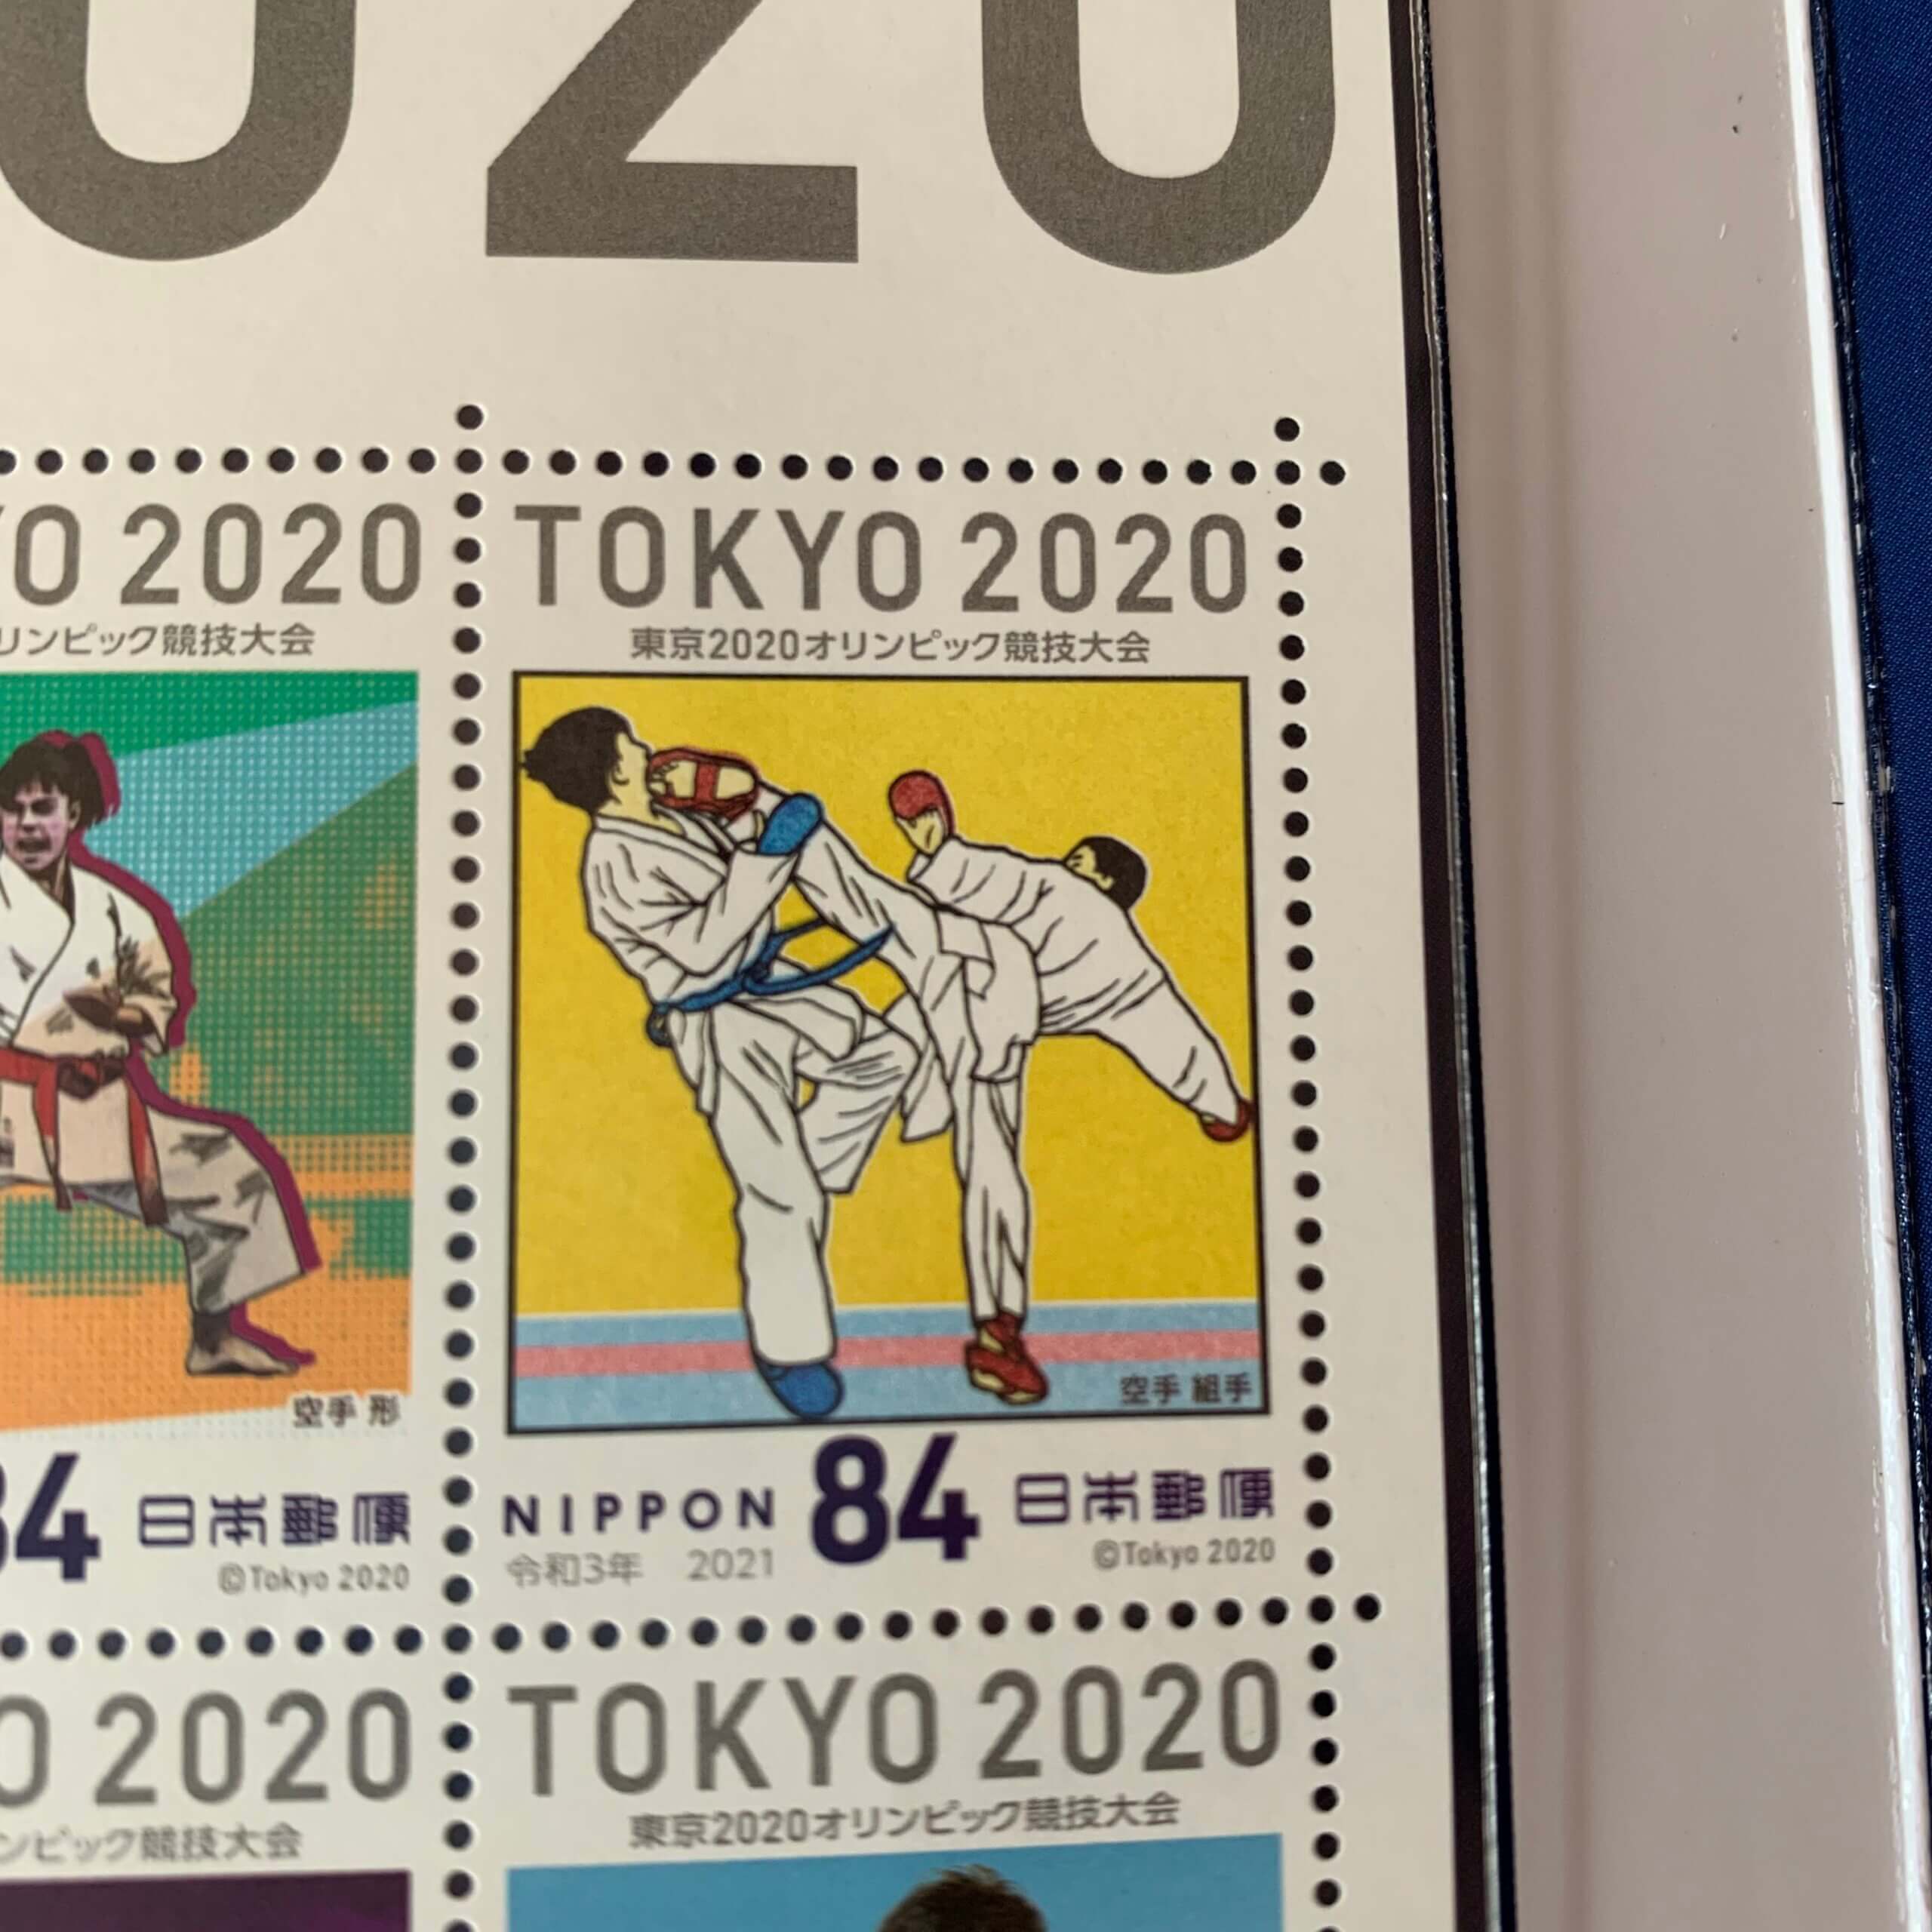 020
O 2020
リンピック競技大会
空手 形
84 日本郵便
©Tokyo 2020
TOKYO 2020
東京2020オリンピック競技大会
空手 組手
NIPPON 84 日本郵便
令和3年 2021 ©Tokyo 2020
O 2020
ンピック競技大会
TOKYO 2020
東京2020オリンピック競技大会